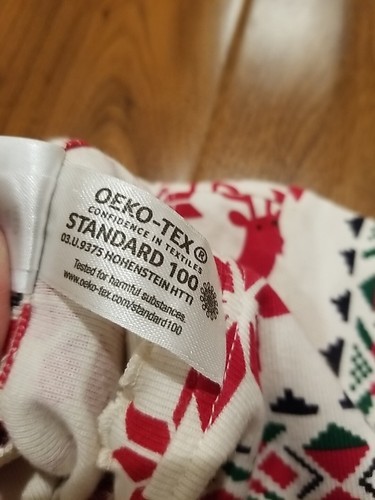 OEKO-TEX®
CONFIDENCE IN TEXTILES
STANDARD 100
03.U.9375 HOHENSTEIN HTTI
Tested for harmful substances.
www.oeko-tex.com/standard100